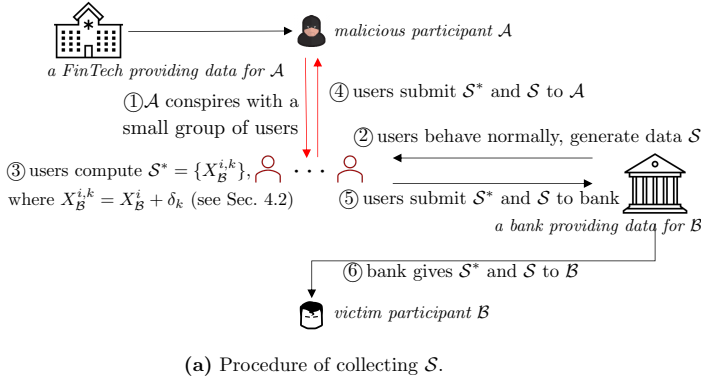 malicious participant 𝒜
a FinTech providing data for 𝒜
①𝒜 conspires with a
small group of users
④ users submit 𝒮* and 𝒮 to 𝒜
② users behave normally, generate data 𝒮
③ users compute 𝒮* = {X_ℬ^{i,k}},
where X_ℬ^{i,k} = X_ℬ^i + δ_k (see Sec. 4.2)
· · ·
⑤ users submit 𝒮* and 𝒮 to bank
a bank providing data for ℬ
⑥ bank gives 𝒮* and 𝒮 to ℬ
victim participant ℬ
(a) Procedure of collecting 𝒮.